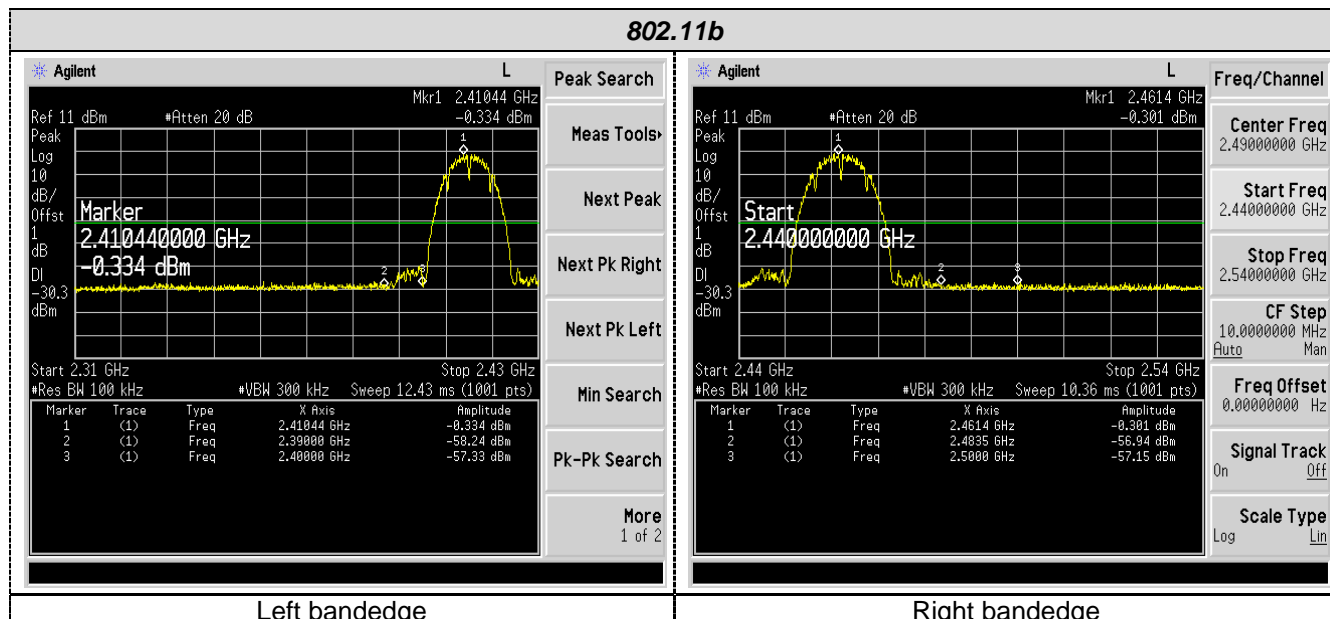 802.11b
Agilent L
Mkr1 2.41044 GHz
Ref 11 dBm #Atten 20 dB -0.334 dBm
Peak
Log
10
dB/
Offst
1
dB
DI
-30.3
dBm
1
2
3
Marker
2.410440000 GHz
-0.334 dBm
Start 2.31 GHz Stop 2.43 GHz
#Res BW 100 kHz #VBW 300 kHz Sweep 12.43 ms (1001 pts)
Marker Trace Type X Axis Amplitude
1 (1) Freq 2.41044 GHz -0.334 dBm
2 (1) Freq 2.39000 GHz -58.24 dBm
3 (1) Freq 2.40000 GHz -57.33 dBm
Peak Search
Meas Tools
Next Peak
Next Pk Right
Next Pk Left
Min Search
Pk-Pk Search
More
1 of 2
Left bandedge
Agilent L
Mkr1 2.4614 GHz
Ref 11 dBm #Atten 20 dB -0.301 dBm
Peak
Log
10
dB/
Offst
1
dB
DI
-30.3
dBm
1
2
3
Start
2.440000000 GHz
Start 2.44 GHz Stop 2.54 GHz
#Res BW 100 kHz #VBW 300 kHz Sweep 10.36 ms (1001 pts)
Marker Trace Type X Axis Amplitude
1 (1) Freq 2.4614 GHz -0.301 dBm
2 (1) Freq 2.4835 GHz -56.94 dBm
3 (1) Freq 2.5000 GHz -57.15 dBm
Freq/Channel
Center Freq
2.49000000 GHz
Start Freq
2.44000000 GHz
Stop Freq
2.54000000 GHz
CF Step
10.0000000 MHz
Auto Man
Freq Offset
0.00000000 Hz
Signal Track
On Off
Scale Type
Log Lin
Right bandedge